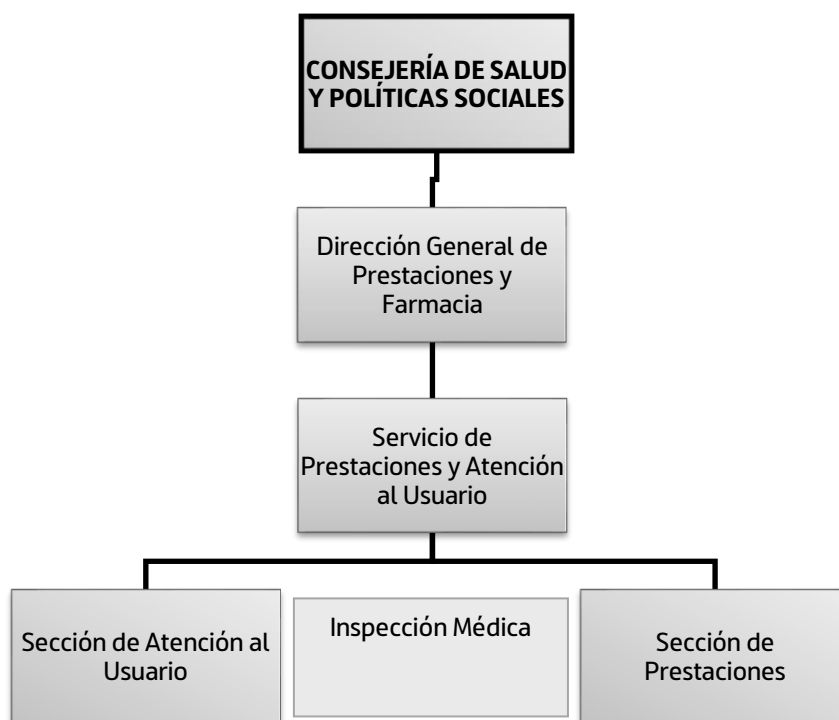 CONSEJERÍA DE SALUD
Y POLÍTICAS SOCIALES
Dirección General de
Prestaciones y
Farmacia
Servicio de
Prestaciones y Atención
al Usuario
Sección de Atención al
Usuario
Inspección Médica
Sección de
Prestaciones